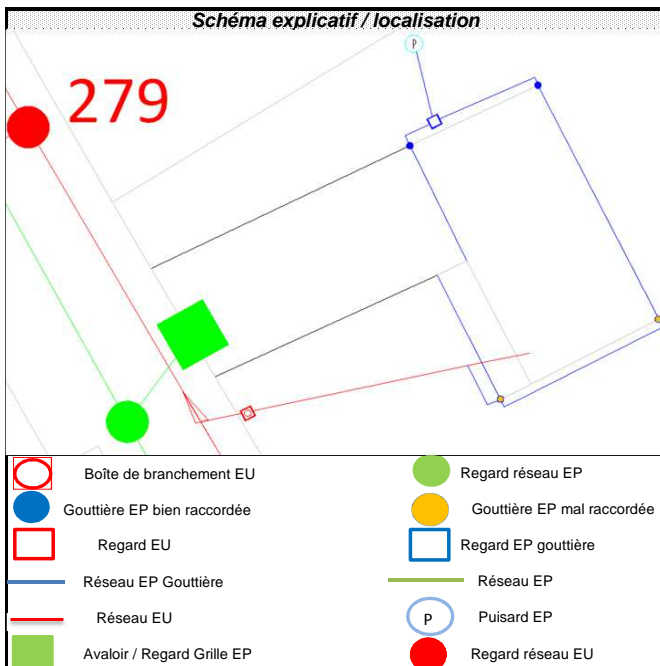 Schéma explicatif / localisation
P
279
Boîte de branchement EU
Regard réseau EP
Gouttière EP bien raccordée
Gouttière EP mal raccordée
Regard EU
Regard EP gouttière
Réseau EP Gouttière
Réseau EP
Réseau EU
P
Puisard EP
Avaloir / Regard Grille EP
Regard réseau EU